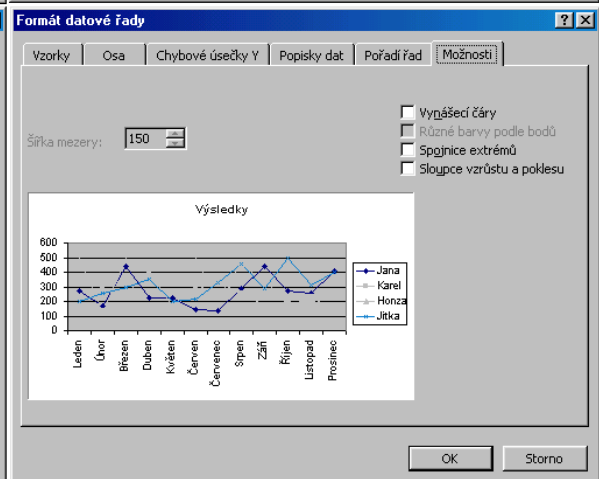 Formát datové řady
Vzorky Osa Chybové úsečky Y Popisky dat Pořadí řad Možnosti
Šířka mezery: 150
Vynášecí čáry
Různé barvy podle bodů
Spojnice extrémů
Sloupce vzrůstu a poklesu
Výsledky
600
500
400
300
200
100
0
Leden Únor Březen Duben Květen Červen Červenec Srpen Září Říjen Listopad Prosinec
Jana
Karel
Honza
Jitka
OK Storno